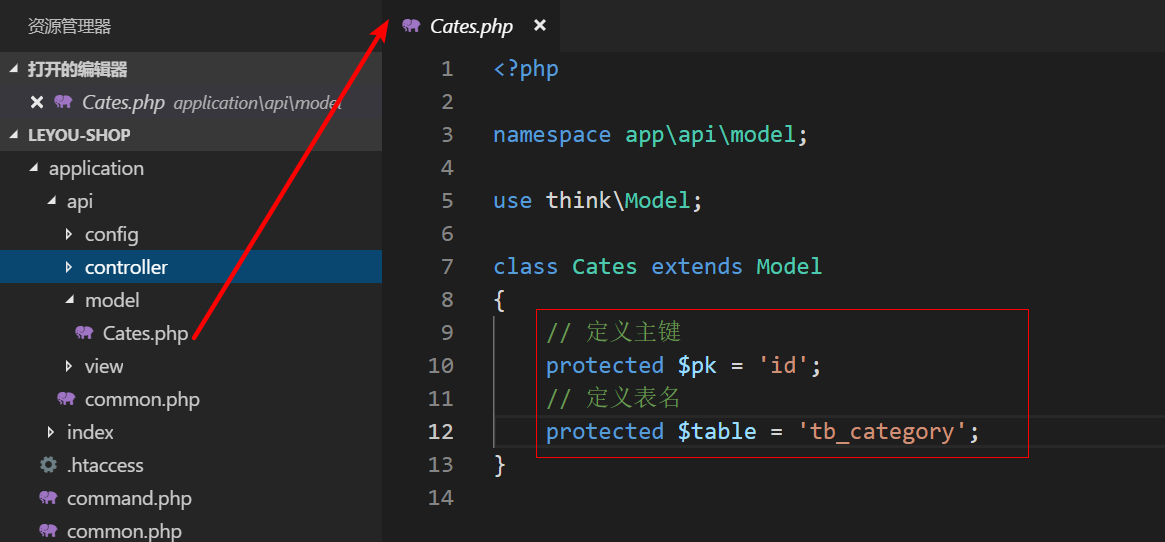 资源管理器
打开的编辑器
Cates.php application\api\model
LEYOU-SHOP
application
api
config
controller
model
Cates.php
view
common.php
index
.htaccess
command.php
common.php
Cates.php
1 <?php
2
3 namespace app\api\model;
4
5 use think\Model;
6
7 class Cates extends Model
8 {
9 // 定义主键
10 protected $pk = 'id';
11 // 定义表名
12 protected $table = 'tb_category';
13 }
14